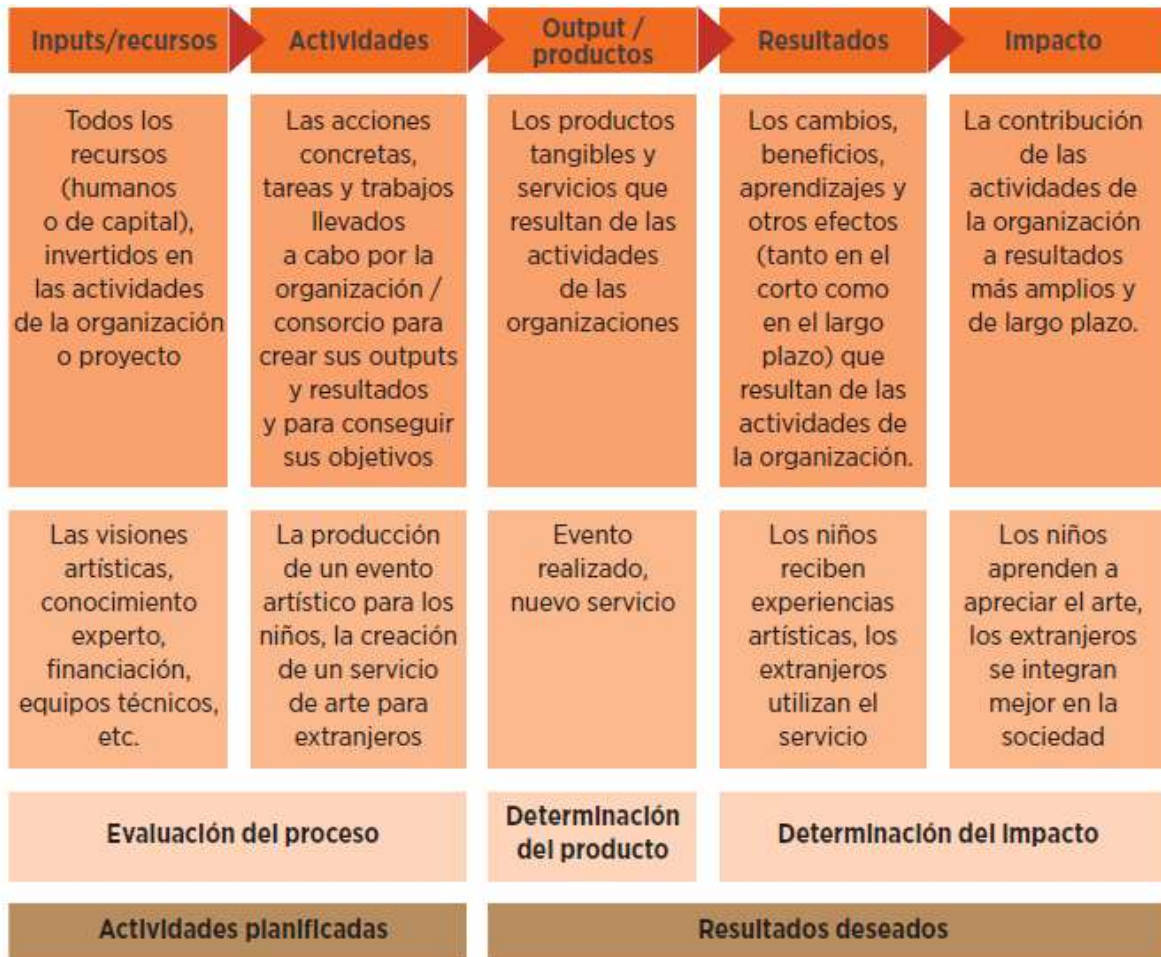 Inputs/recursos
Actividades
Output /
productos
Resultados
Impacto
Todos los
recursos
(humanos
o de capital),
invertidos en
las actividades
de la organización
o proyecto
Las acciones
concretas,
tareas y trabajos
llevados
a cabo por la
organización /
consorcio para
crear sus outputs
y resultados
y para conseguir
sus objetivos
Los productos
tangibles y
servicios que
resultan de las
actividades
de las
organizaciones
Los cambios,
beneficios,
aprendizajes y
otros efectos
(tanto en el
corto como
en el largo
plazo) que
resultan de las
actividades de
la organización.
La contribución
de las
actividades de
la organización
a resultados
más amplios y
de largo plazo.
Las visiones
artísticas,
conocimiento
experto,
financiación,
equipos técnicos,
etc.
La producción
de un evento
artístico para los
niños, la creación
de un servicio
de arte para
extranjeros
Evento
realizado,
nuevo servicio
Los niños
reciben
experiencias
artísticas, los
extranjeros
utilizan el
servicio
Los niños
aprenden a
apreciar el arte,
los extranjeros
se integran
mejor en la
sociedad
Evaluación del proceso
Determinación
del producto
Determinación del impacto
Actividades planificadas
Resultados deseados